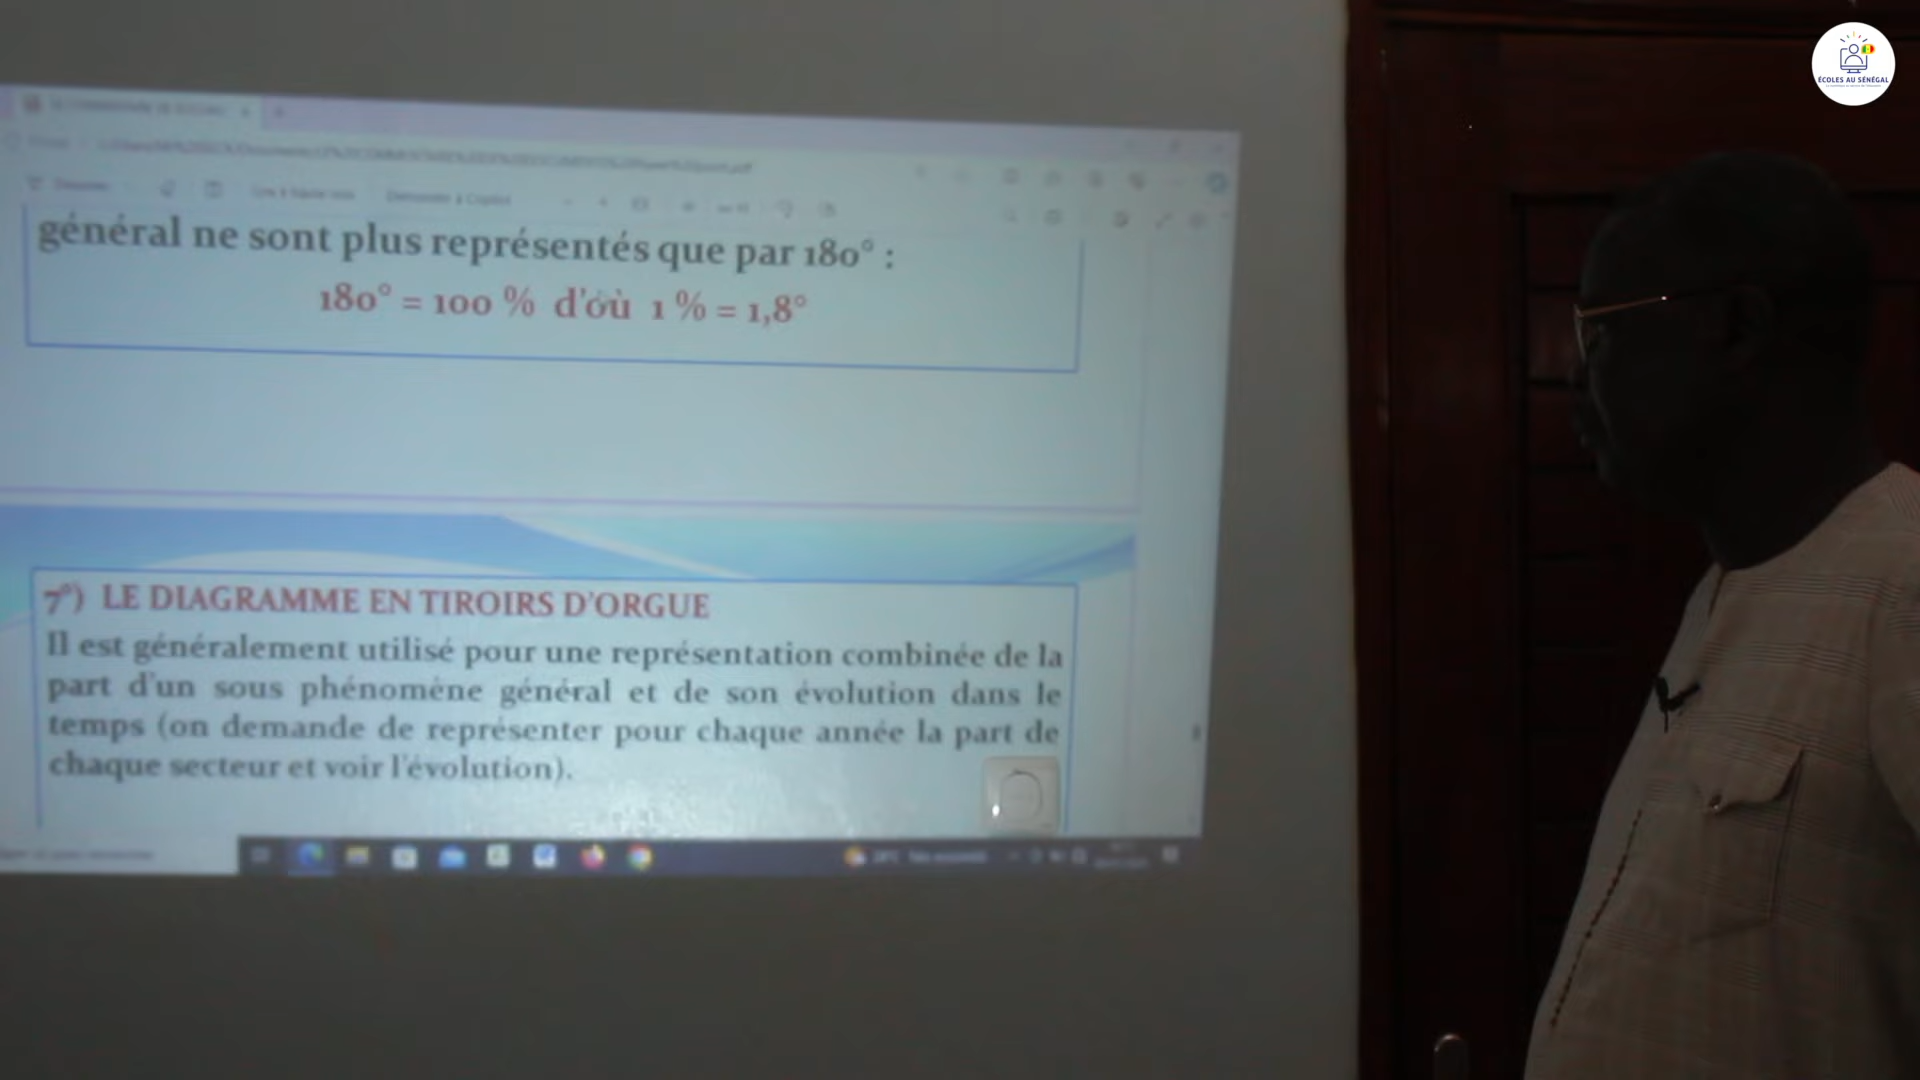 ÉCOLES AU SÉNÉGAL
général ne sont plus représentés que par 180° :
180° = 100 % d'où 1 % = 1,8°
7°) LE DIAGRAMME EN TIROIRS D'ORGUE
Il est généralement utilisé pour une représentation combinée de la
part d'un sous phénomène général et de son évolution dans le
temps (on demande de représenter pour chaque année la part de
chaque secteur et voir l'évolution).